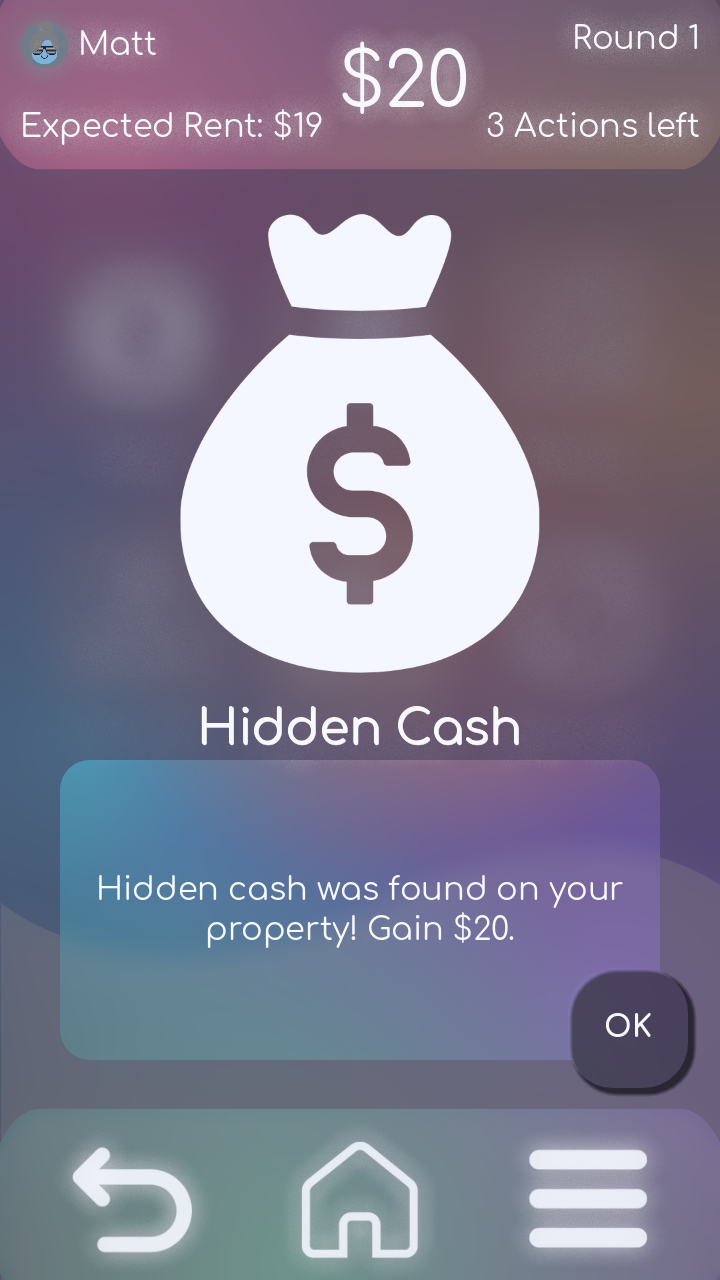 Matt
$20
Round 1
Expected Rent: $19
3 Actions left
$
Hidden Cash
Hidden cash was found on your
property! Gain $20.
OK